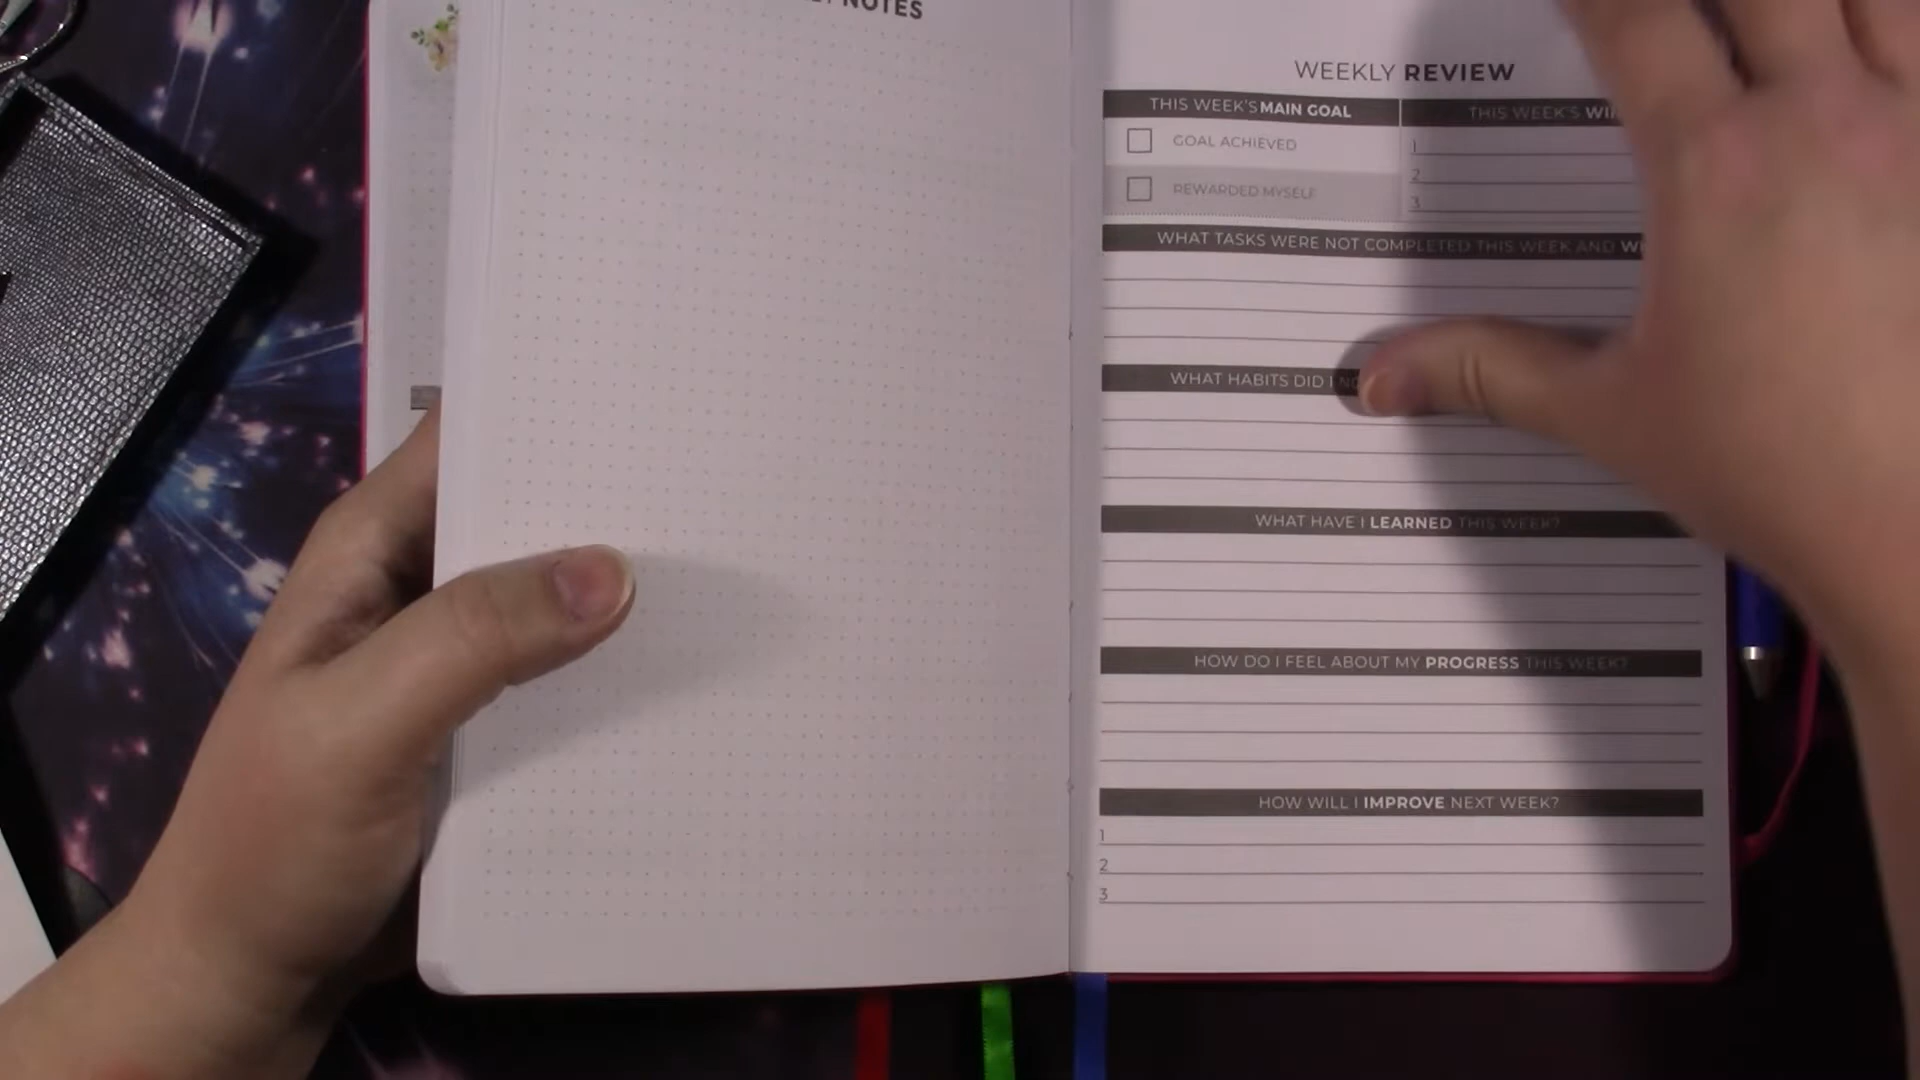 NOTES
WEEKLY REVIEW
THIS WEEK'S MAIN GOAL
THIS WEEK'S
GOAL ACHIEVED
REWARDED MYSELF
1
2
3
WHAT TASKS WERE NOT COMPLETED THIS WEEK AND
WHAT HABITS DID I
WHAT HAVE I LEARNED THIS WEEK?
HOW DO I FEEL ABOUT MY PROGRESS THIS WEEK?
HOW WILL I IMPROVE NEXT WEEK?
1
2
3